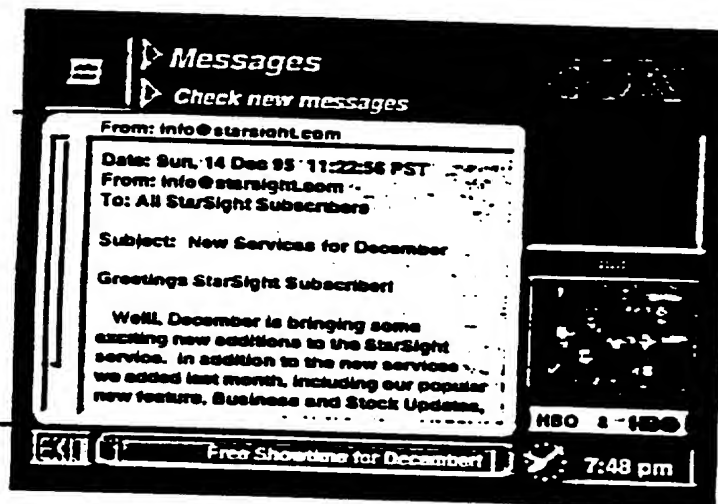 Messages
Check new messages
From: info@starsight.com
Date: Sun, 14 Dec 95 11:22:56 PST
From: info@starsight.com
To: All StarSight Subscribers
Subject: New Services for December
Greetings StarSight Subscriber!
Welll, December is bringing some
exciting new additions to the StarSight
service. In addition to the new services
we added last month, including our popular
new feature, Business and Stock Updates,
HBO 2 HBO
Free Showtime for December!
7:48 pm